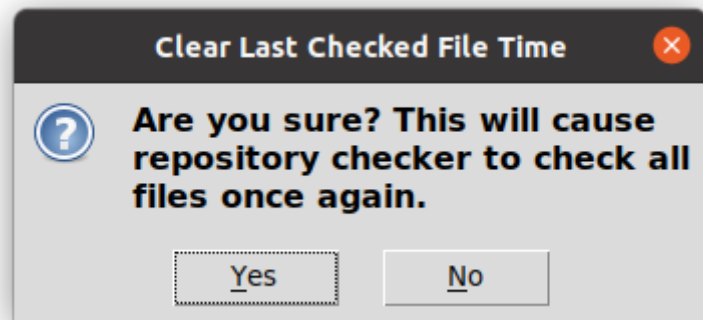 Clear Last Checked File Time
Are you sure? This will cause
repository checker to check all
files once again.
Yes No